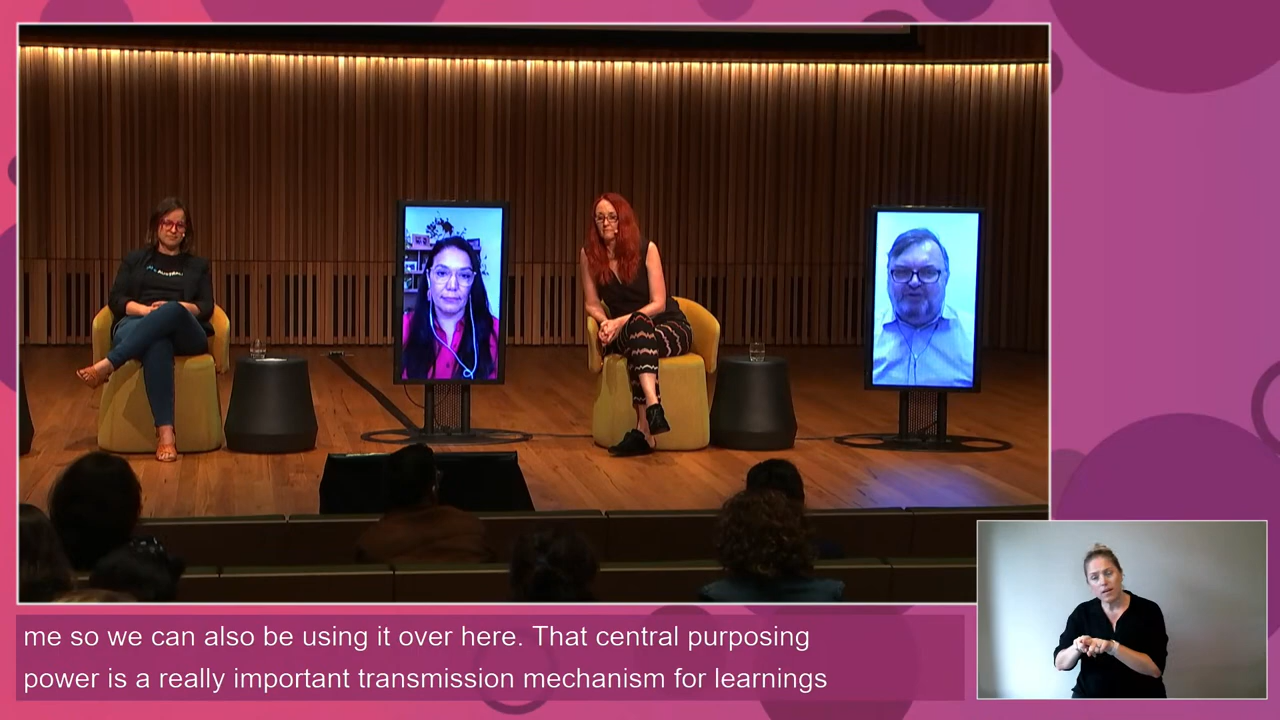 me so we can also be using it over here. That central purposing
power is a really important transmission mechanism for learnings